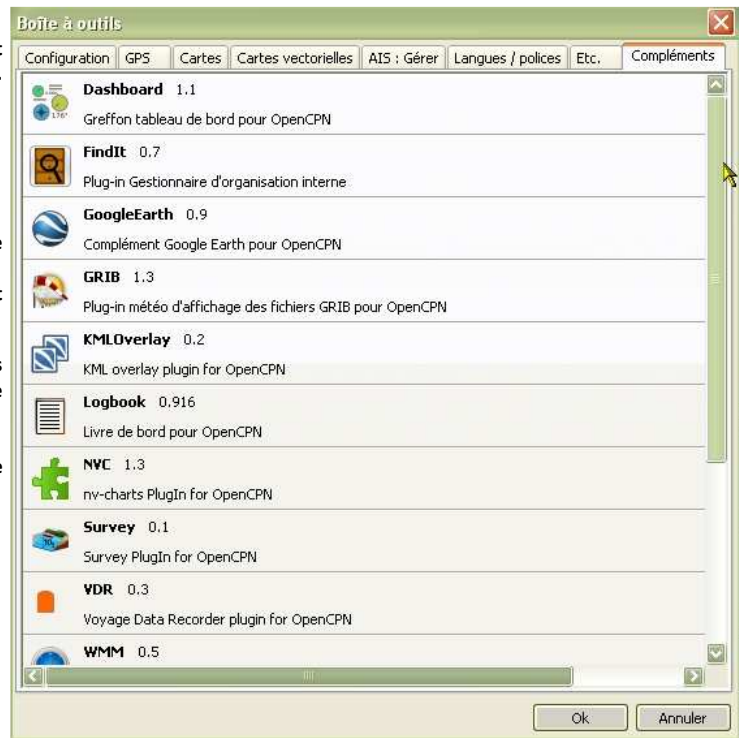 Boîte à outils
Configuration GPS Cartes Cartes vectorielles AIS : Gérer Langues / polices Etc. Compléments
Dashboard 1.1
Greffon tableau de bord pour OpenCPN
FindIt 0.7
Plug-in Gestionnaire d'organisation interne
GoogleEarth 0.9
Complément Google Earth pour OpenCPN
GRIB 1.3
Plug-in météo d'affichage des fichiers GRIB pour OpenCPN
KMLOverlay 0.2
KML overlay plugin for OpenCPN
Logbook 0.916
Livre de bord pour OpenCPN
NVC 1.3
nv-charts PlugIn for OpenCPN
Survey 0.1
Survey PlugIn for OpenCPN
VDR 0.3
Voyage Data Recorder plugin for OpenCPN
WMM 0.5
Ok Annuler